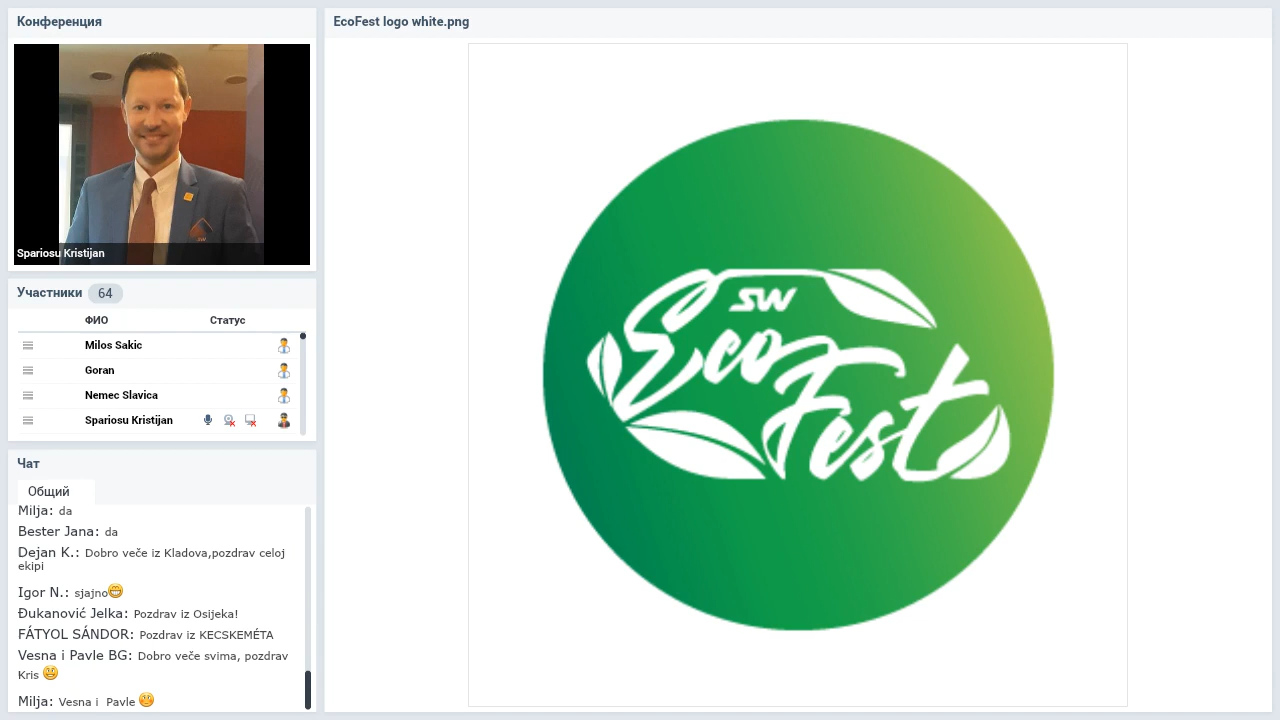 Конференция
Spariosu Kristijan
Участники 64
ФИО Статус
Milos Sakic
Goran
Nemec Slavica
Spariosu Kristijan
Чат
Общий
Milja: da
Bester Jana: da
Dejan K.: Dobro veče iz Kladova,pozdrav celoj
ekipi
Igor N.: sjajno
Đukanović Jelka: Pozdrav iz Osijeka!
FÁTYOL SÁNDOR: Pozdrav iz KECSKEMÉTA
Vesna i Pavle BG: Dobro veče svima, pozdrav
Kris
Milja: Vesna i Pavle
EcoFest logo white.png
SW
Eco
Fest